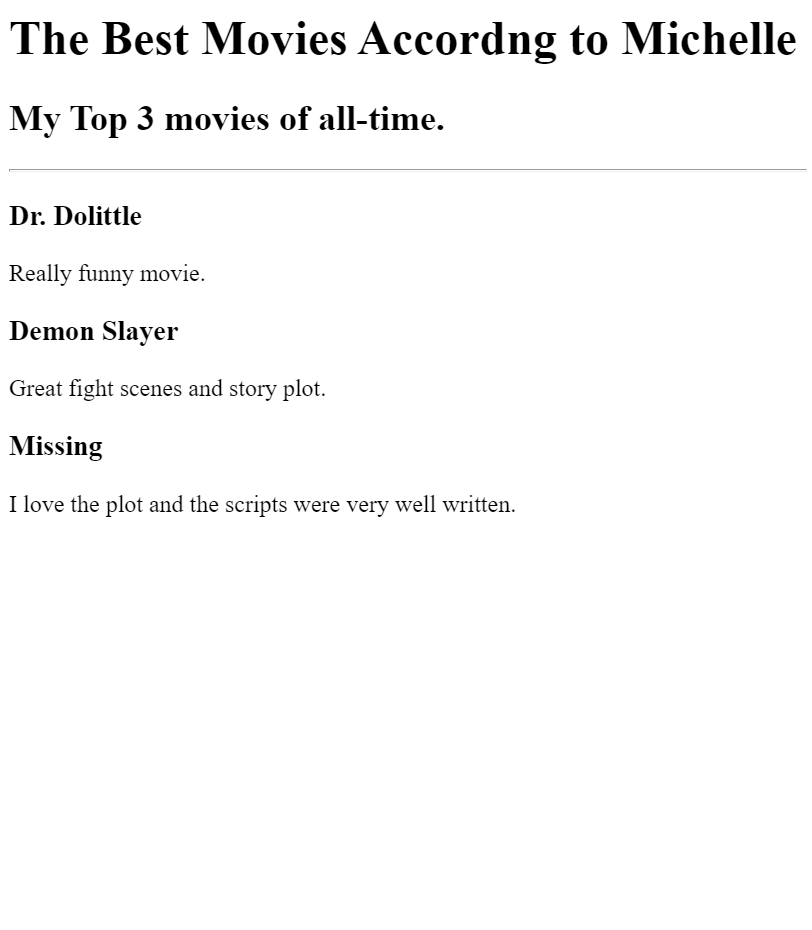 The Best Movies Accordng to Michelle
My Top 3 movies of all-time.
Dr. Dolittle
Really funny movie.
Demon Slayer
Great fight scenes and story plot.
Missing
I love the plot and the scripts were very well written.